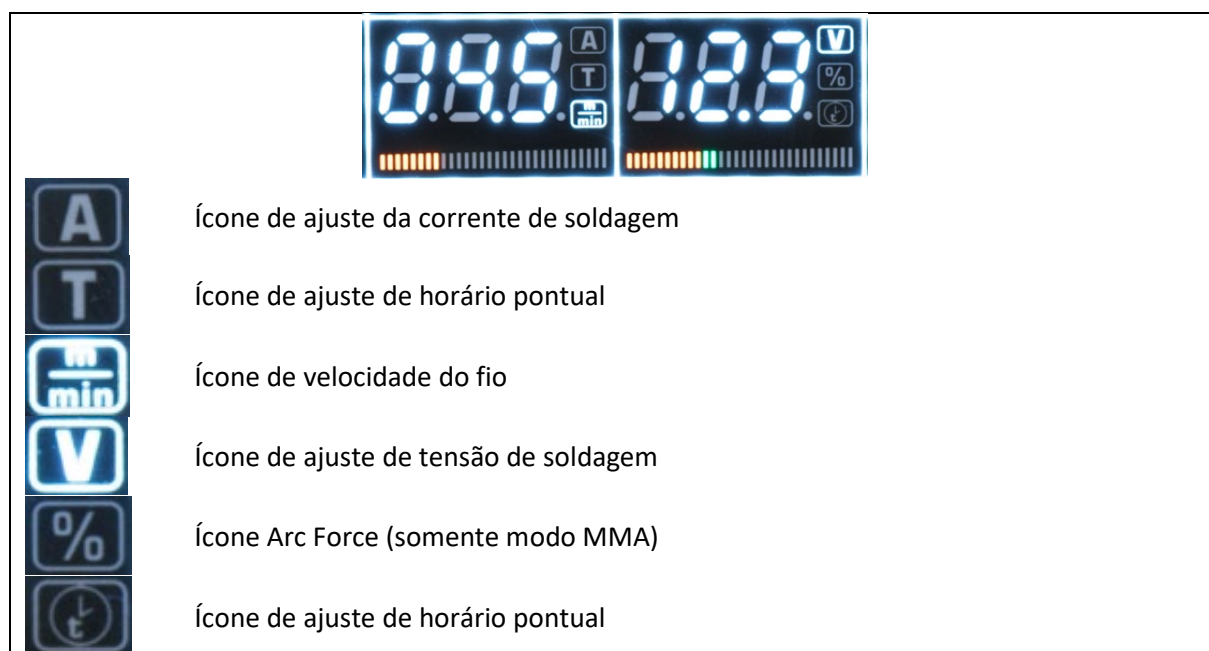 04.5 A T m min
12.3 V % t
A Ícone de ajuste da corrente de soldagem
T Ícone de ajuste de horário pontual
m
min Ícone de velocidade do fio
V Ícone de ajuste de tensão de soldagem
% Ícone Arc Force (somente modo MMA)
t Ícone de ajuste de horário pontual